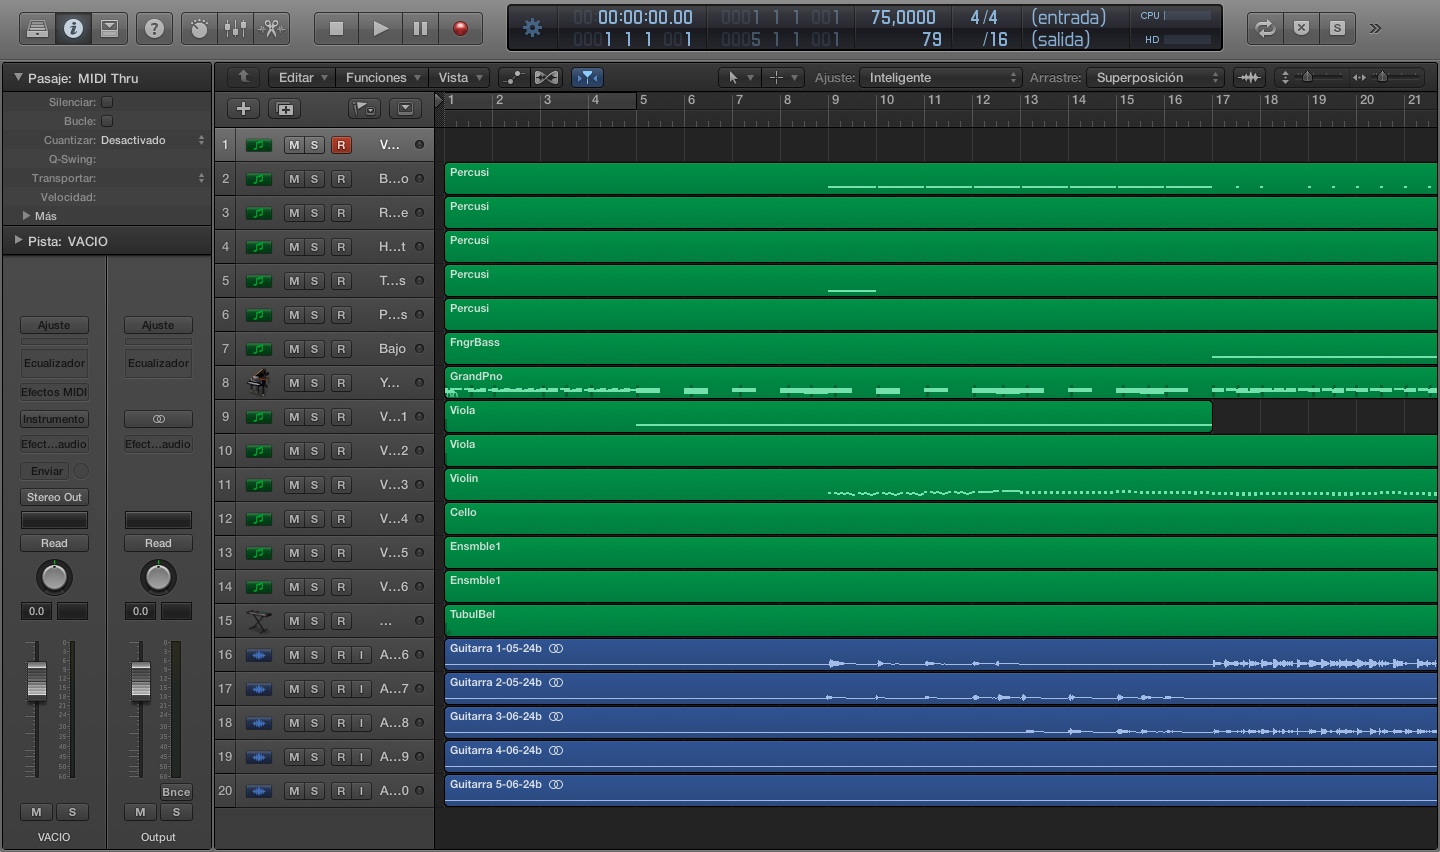 00:00:00:00.00
1 1 1 001
0001 1 1 001
0005 1 1 001
75,0000
79
4/4
/16
(entrada)
(salida)
CPU
HD
S
Pasaje: MIDI Thru
Silenciar:
Bucle:
Cuantizar: Desactivado
Q-Swing:
Transportar:
Velocidad:
Más
Pista: VACIO
Editar Funciones Vista Ajuste: Inteligente Arrastre: Superposición
1 2 3 4 5 6 7 8 9 10 11 12 13 14 15 16 17 18 19 20 21
1 M S R V...
2 M S R B...o Percusi
3 M S R R...e Percusi
4 M S R H...t Percusi
5 M S R T...s Percusi
6 M S R P...s Percusi
7 M S R Bajo FngrBass
8 M S R Y... GrandPno
9 M S R V...1 Viola
10 M S R V...2 Viola
11 M S R V...3 Violin
12 M S R V...4 Cello
13 M S R V...5 Ensmble1
14 M S R V...6 Ensmble1
15 M S R ... TubulBel
16 M S R I A...6 Guitarra 1-05-24b
17 M S R I A...7 Guitarra 2-05-24b
18 M S R I A...8 Guitarra 3-06-24b
19 M S R I A...9 Guitarra 4-06-24b
20 M S R I A...0 Guitarra 5-06-24b
Ajuste Ajuste
Ecualizador Ecualizador
Efectos MIDI
Instrumento
Efect...audio Efect...audio
Enviar
Stereo Out
Read Read
0.0 0.0
Bnce
M S M S
VACIO Output